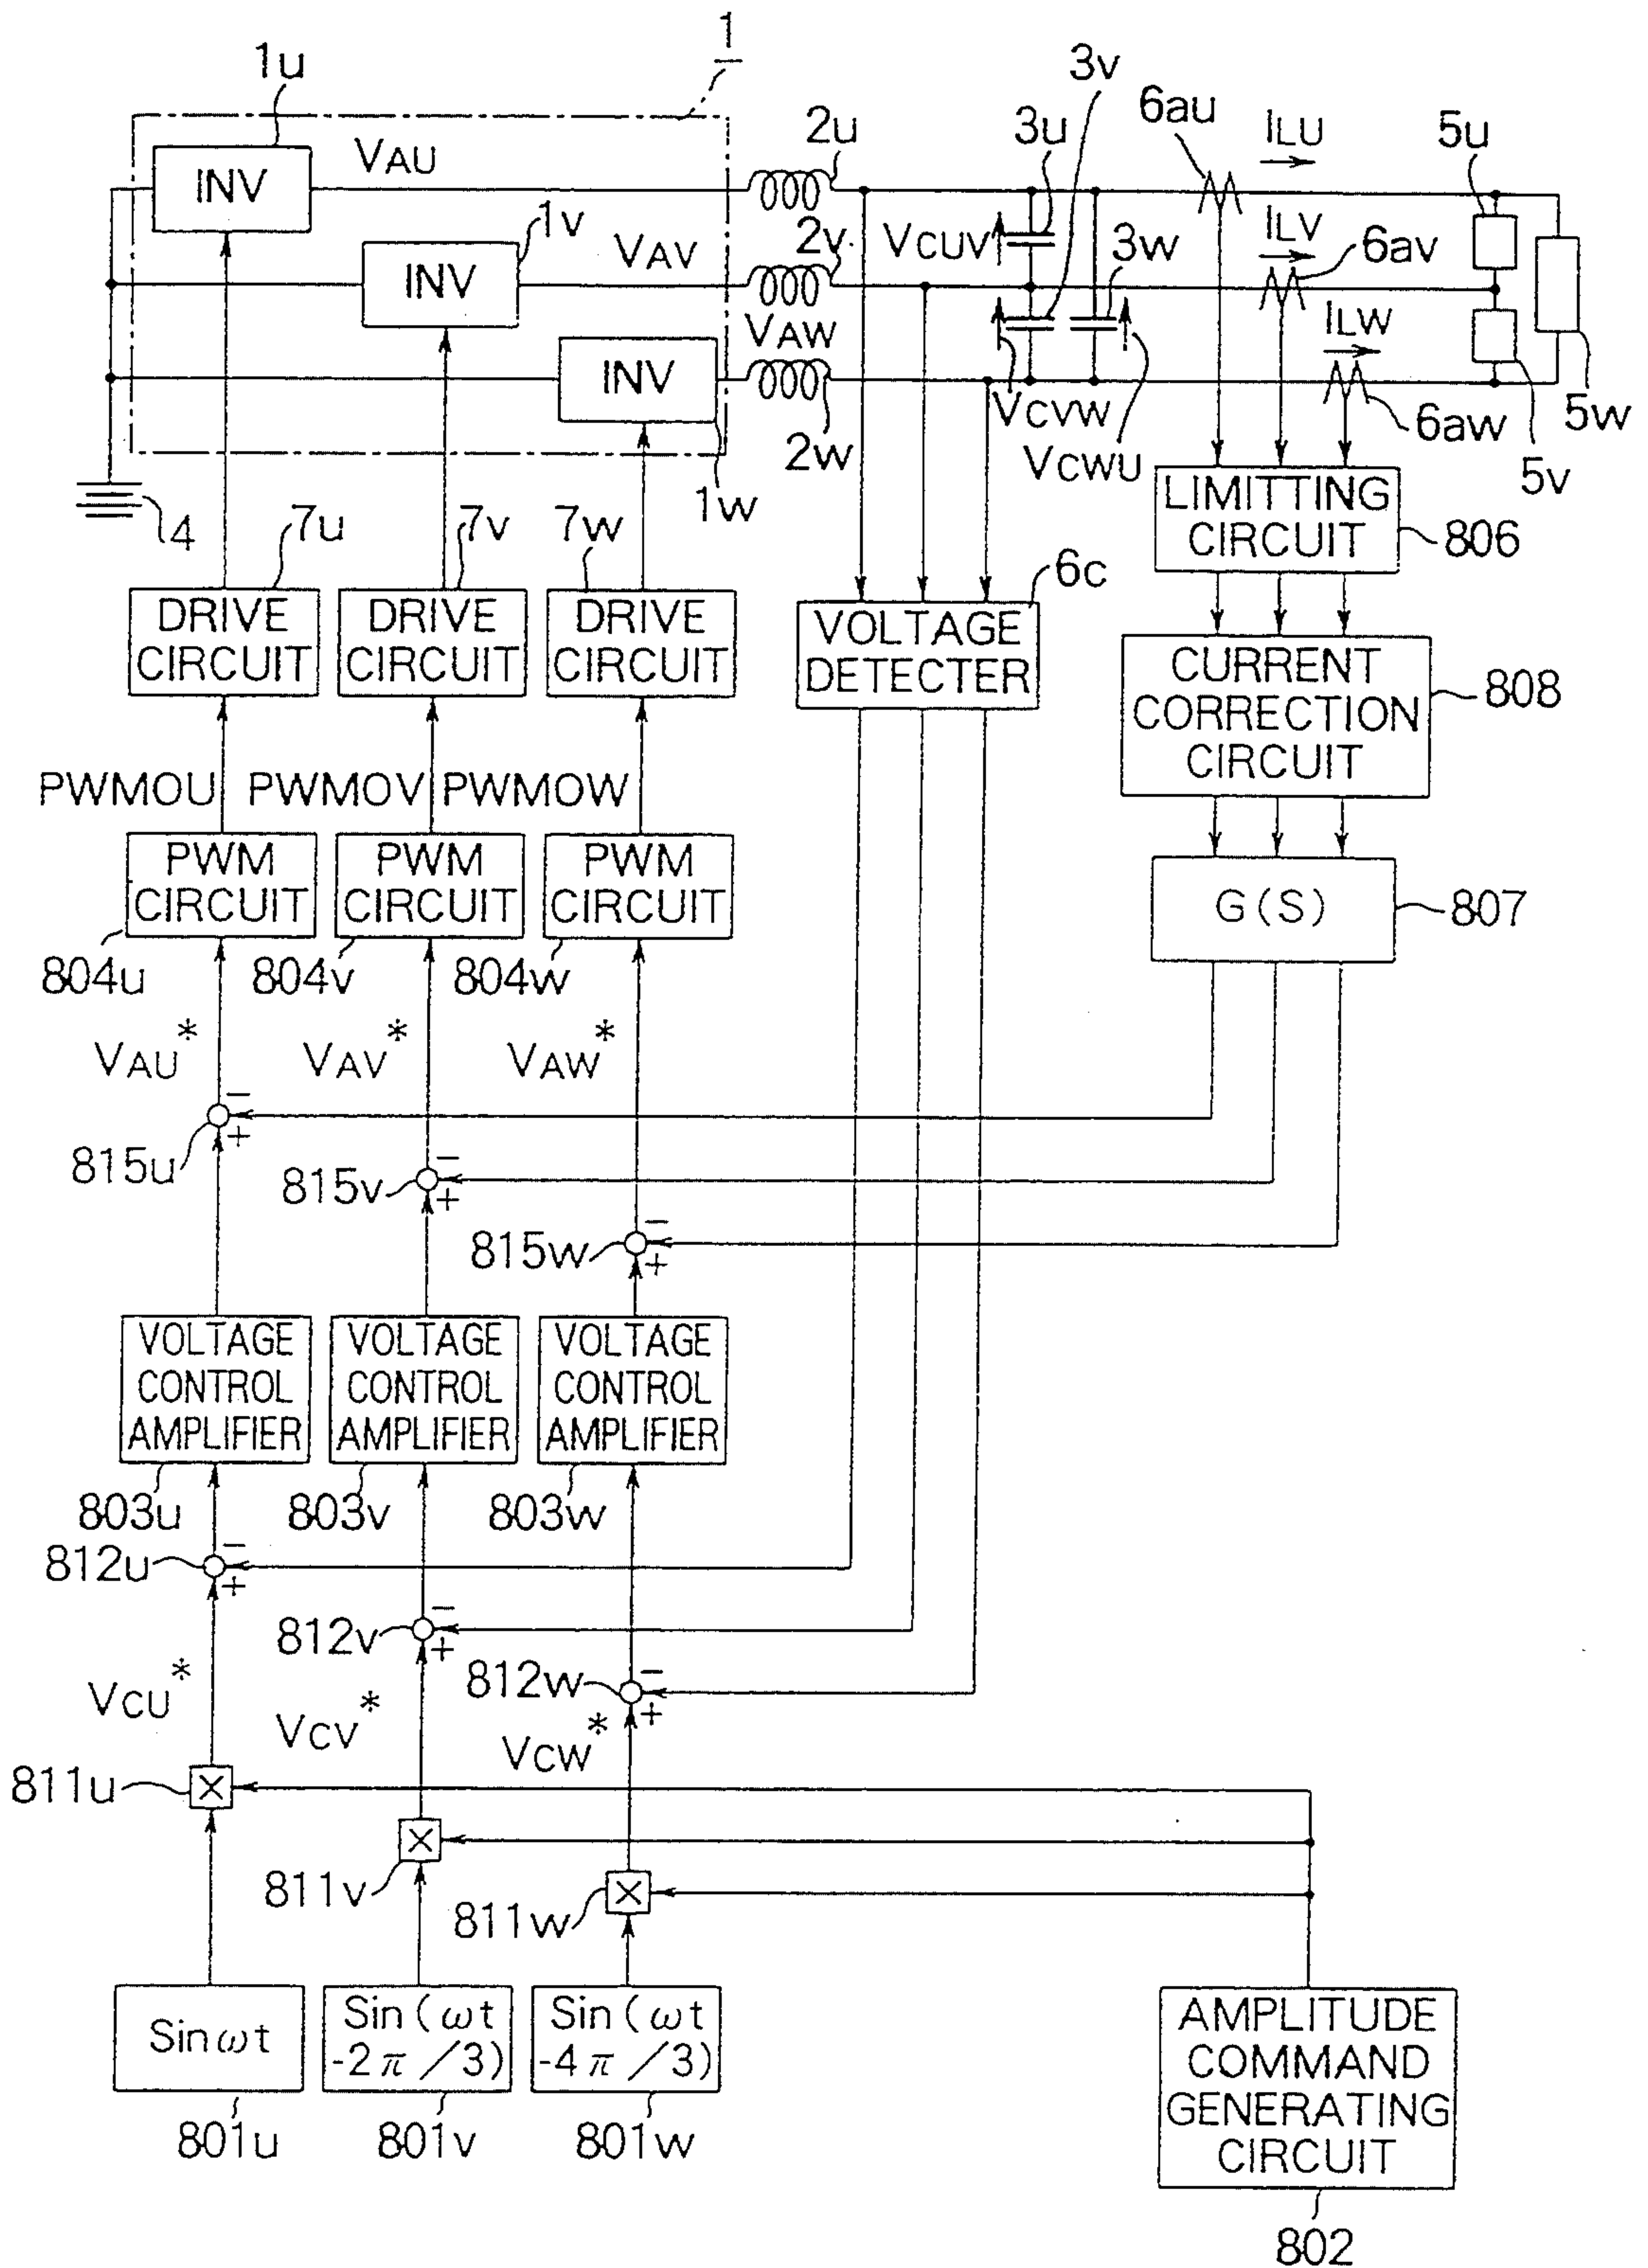 1
1u
3v
6au
ILU
5u
2u
3u
VAU
INV
1v
2v
VCUV
3w
ILV
6av
VAV
INV
VAW
ILW
INV
VCVW
6aw
5w
2w
VCWU
5v
1w
4
LIMITTING
CIRCUIT
806
7u
7v
7w
6c
DRIVE
CIRCUIT
DRIVE
CIRCUIT
DRIVE
CIRCUIT
VOLTAGE
DETECTER
CURRENT
CORRECTION
CIRCUIT
808
PWMOU
PWMOV
PWMOW
PWM
CIRCUIT
PWM
CIRCUIT
PWM
CIRCUIT
G(S)
807
804u
804v
804w
VAU*
VAV*
VAW*
−
+
815u
−
+
815v
−
+
815w
VOLTAGE
CONTROL
AMPLIFIER
VOLTAGE
CONTROL
AMPLIFIER
VOLTAGE
CONTROL
AMPLIFIER
803u
803v
803w
−
+
812u
−
+
812v
−
+
812w
VCU*
VCV*
VCW*
811u
×
811v
×
811w
×
Sinωt
Sin(ωt
-2π/3)
Sin(ωt
-4π/3)
AMPLITUDE
COMMAND
GENERATING
CIRCUIT
801u
801v
801w
802